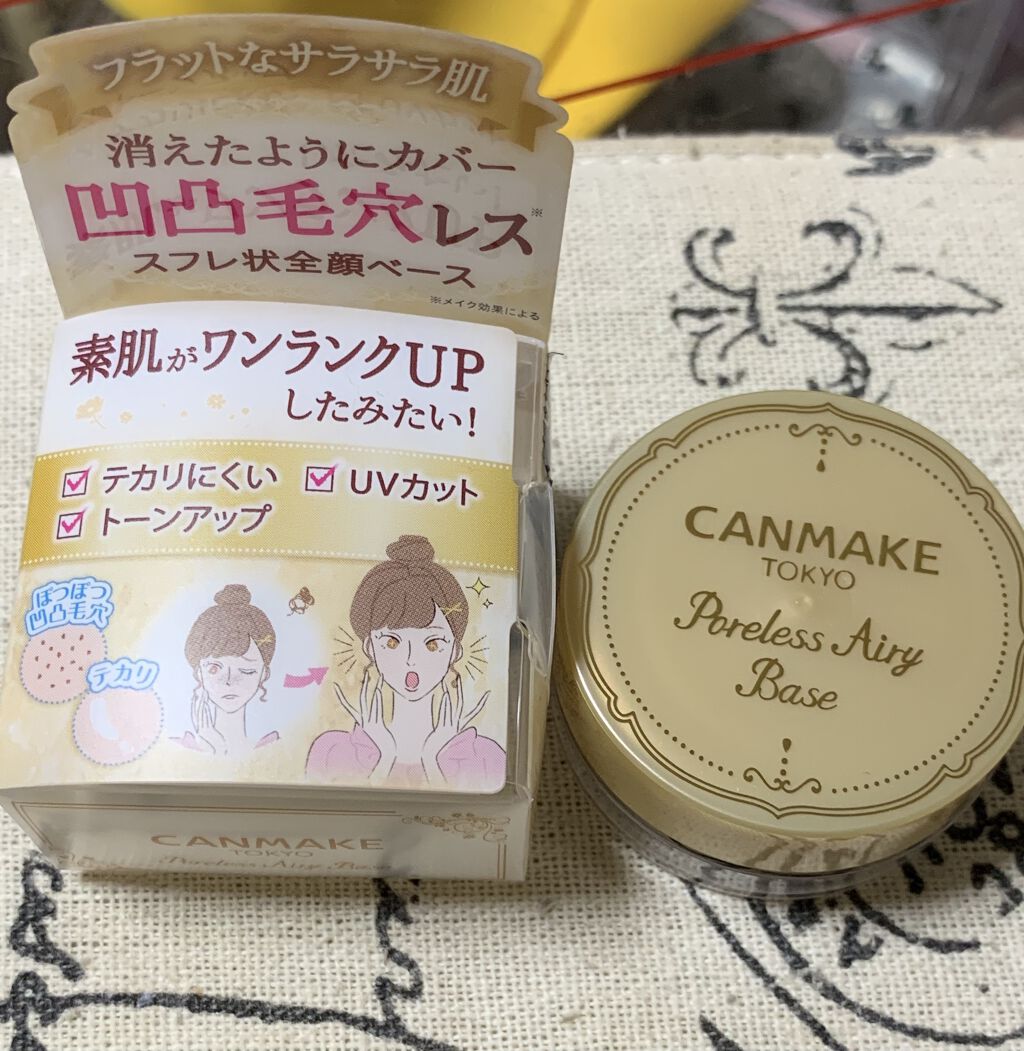 フラットなサラサラ肌
消えたようにカバー
凹凸毛穴レス※
スフレ状全顔ベース
※メイク効果による
素肌がワンランクUP
したみたい!
テカリにくい UVカット
トーンアップ
ぽつぽつ
凹凸毛穴
テカリ
CANMAKE
TOKYO
Poreless Airy Base
CANMAKE
TOKYO
Poreless Airy
Base